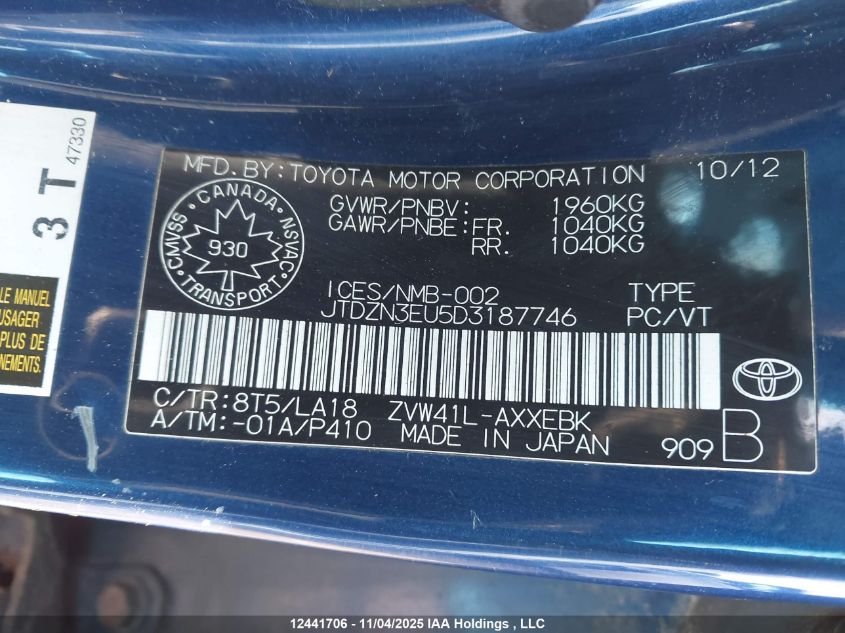 47330
3 T
LE MANUEL
USAGER
PLUS DE
NEMENTS.
MFD. BY: TOYOTA MOTOR CORPORATION 10/12
GVWR/PNBV: 1960KG
GAWR/PNBE: FR. 1040KG
RR. 1040KG
CANADA
CMVSS
NSVAC
930
TRANSPORT
ICES/NMB-002 TYPE
JTDZN3EU5D3187746 PC/VT
C/TR: 8T5/LA18 ZVW41L-AXXEBK
A/TM: -01A/P410 MADE IN JAPAN 909 B
12441706 - 11/04/2025 IAA Holdings , LLC